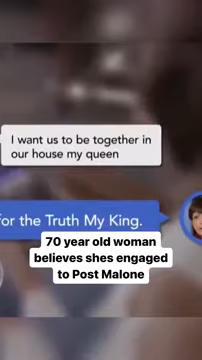 I want us to be together in
our house my queen
for the Truth My King.
70 year old woman
believes shes engaged
to Post Malone